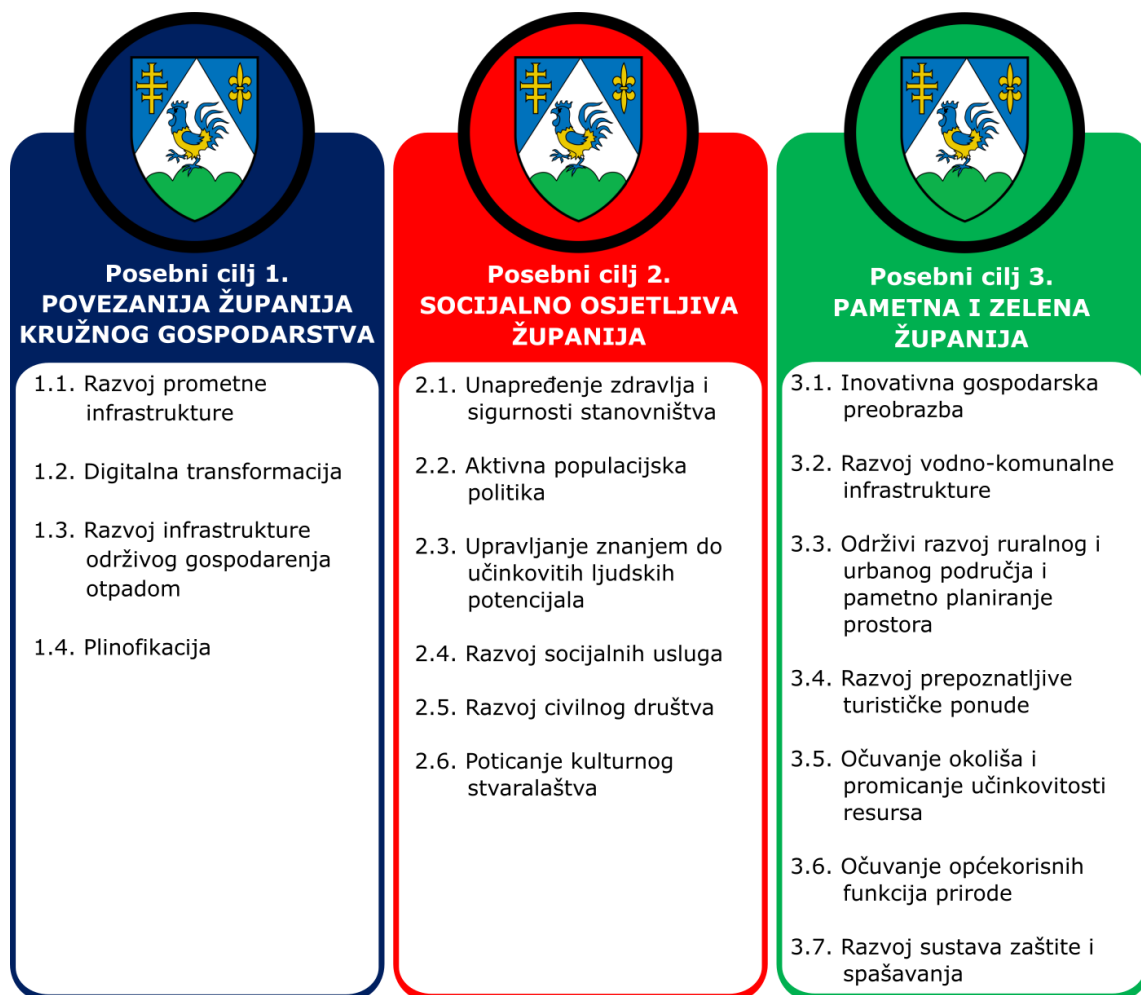 Posebni cilj 1.
POVEZANIJA ŽUPANIJA
KRUŽNOG GOSPODARSTVA
1.1. Razvoj prometne
infrastrukture
1.2. Digitalna transformacija
1.3. Razvoj infrastrukture
održivog gospodarenja
otpadom
1.4. Plinofikacija
Posebni cilj 2.
SOCIJALNO OSJETLJIVA
ŽUPANIJA
2.1. Unapređenje zdravlja i
sigurnosti stanovništva
2.2. Aktivna populacijska
politika
2.3. Upravljanje znanjem do
učinkovitih ljudskih
potencijala
2.4. Razvoj socijalnih usluga
2.5. Razvoj civilnog društva
2.6. Poticanje kulturnog
stvaralaštva
Posebni cilj 3.
PAMETNA I ZELENA
ŽUPANIJA
3.1. Inovativna gospodarska
preobrazba
3.2. Razvoj vodno-komunalne
infrastrukture
3.3. Održivi razvoj ruralnog i
urbanog područja i
pametno planiranje
prostora
3.4. Razvoj prepoznatljive
turističke ponude
3.5. Očuvanje okoliša i
promicanje učinkovitosti
resursa
3.6. Očuvanje općekorisnih
funkcija prirode
3.7. Razvoj sustava zaštite i
spašavanja